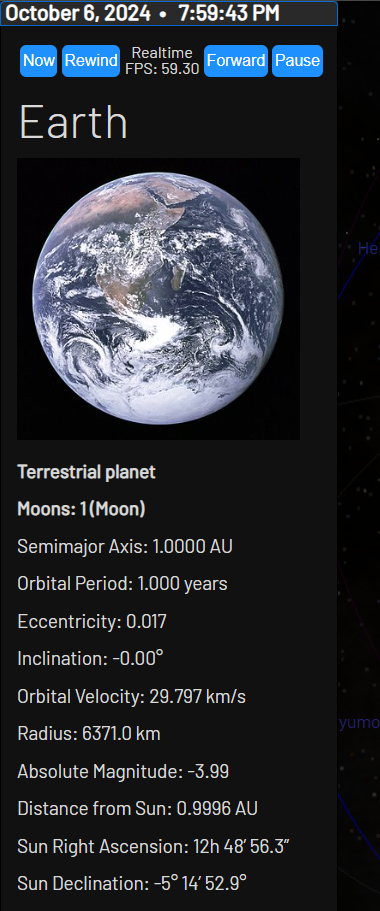 October 6, 2024 • 7:59:43 PM
Now Rewind Realtime Forward Pause
FPS: 59.30
Earth
He
Terrestrial planet
Moons: 1 (Moon)
Semimajor Axis: 1.0000 AU
Orbital Period: 1.000 years
Eccentricity: 0.017
Inclination: -0.00°
Orbital Velocity: 29.797 km/s
yumo
Radius: 6371.0 km
Absolute Magnitude: -3.99
Distance from Sun: 0.9996 AU
Sun Right Ascension: 12h 48′ 56.3″
Sun Declination: -5° 14′ 52.9°